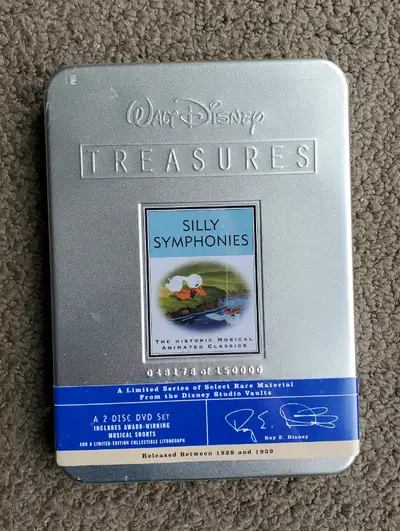 WALT DISNEY
TREASURES
SILLY
SYMPHONIES
THE HISTORIC MUSICAL
ANIMATED CLASSICS
048178 of 150000
A Limited Series of Select Rare Material
From the Disney Studio Vaults
A 2-DISC DVD SET
INCLUDES AWARD-WINNING
MUSICAL SHORTS
AND A LIMITED-EDITION COLLECTIBLE LITHOGRAPH
Roy E. Disney
Released Between 1928 and 1939